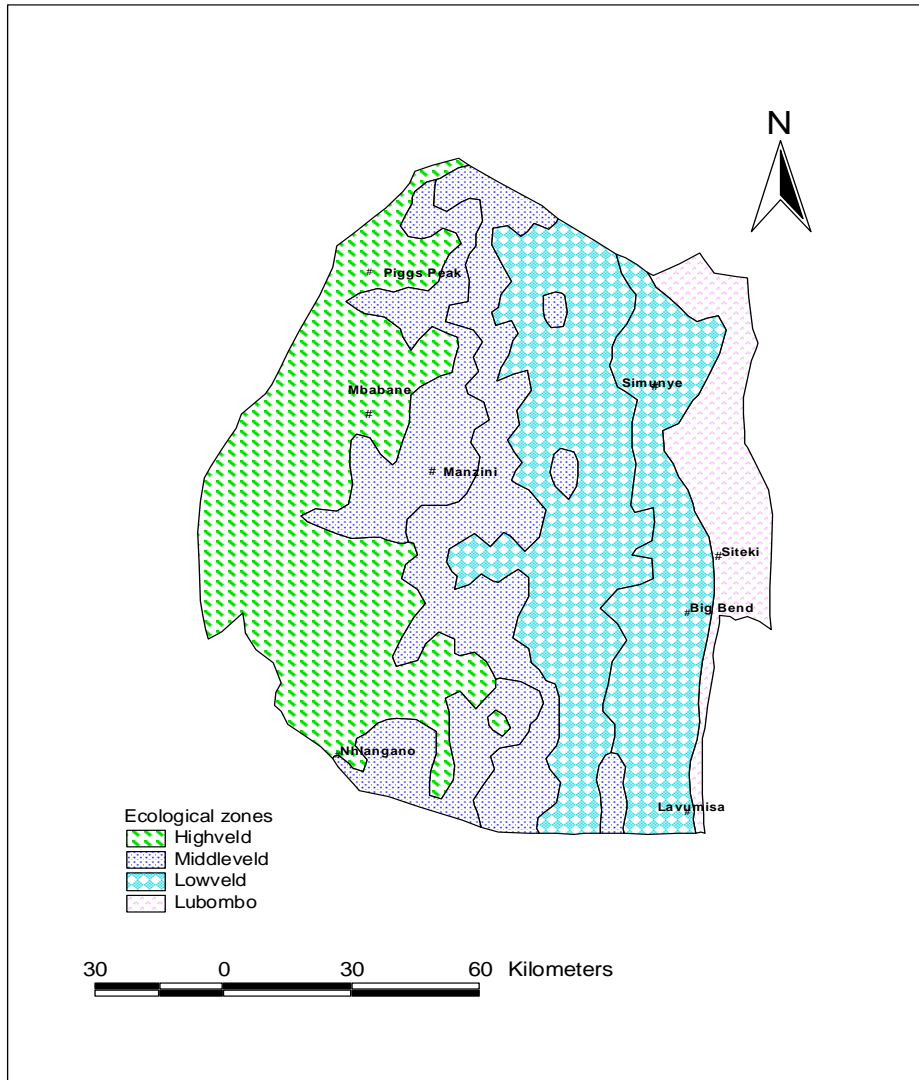 N
# Piggs Peak
Simunye
#
Mbabane
#
# Manzini
# Siteki
# Big Bend
# Nhlangano
Lavumisa
#
Ecological zones
Highveld
Middleveld
Lowveld
Lubombo
30 0 30 60 Kilometers